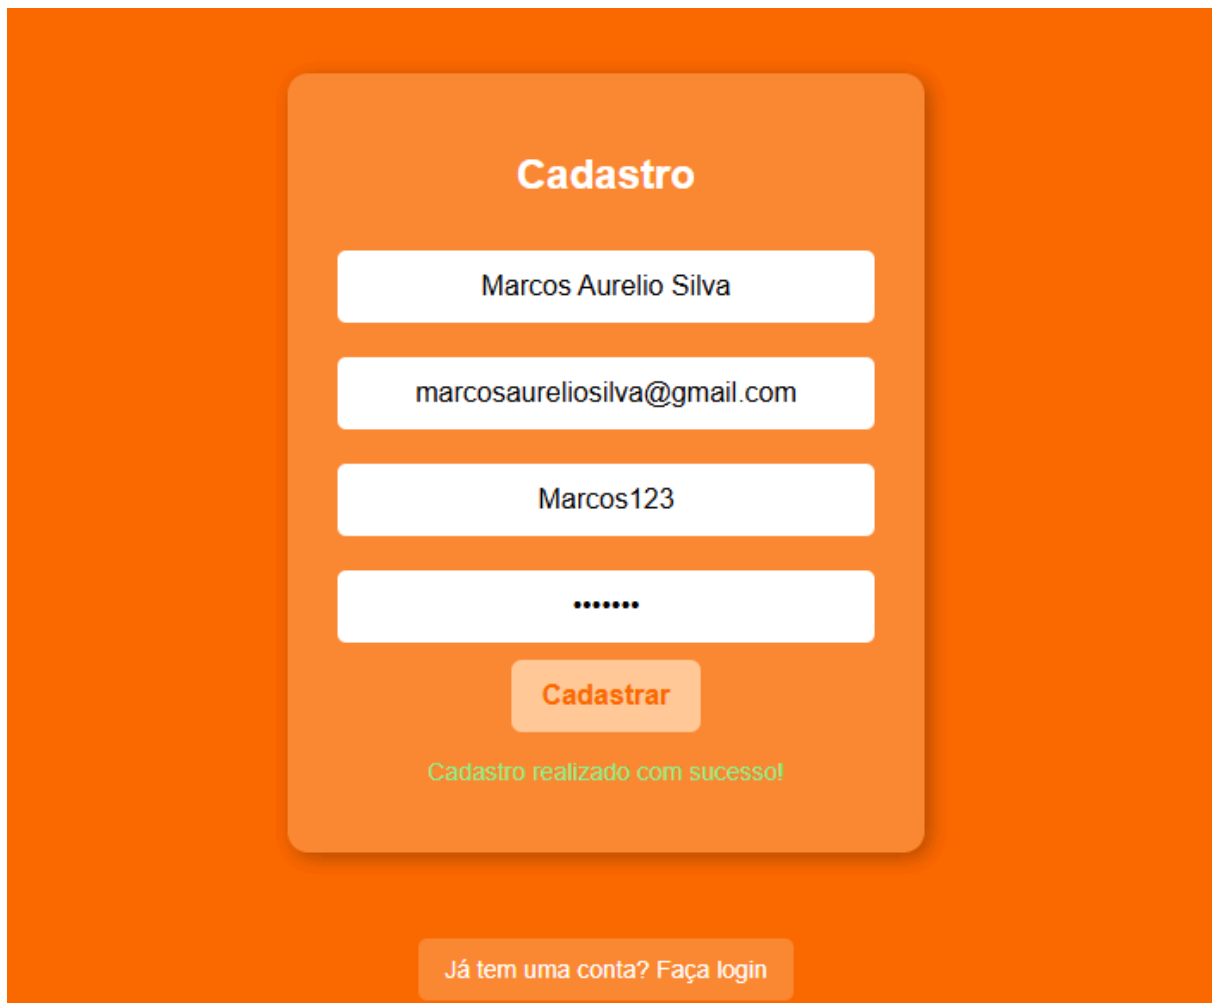 Cadastro
Marcos Aurelio Silva
marcosaureliosilva@gmail.com
Marcos123
•••••••
Cadastrar
Cadastro realizado com sucesso!
Já tem uma conta? Faça login